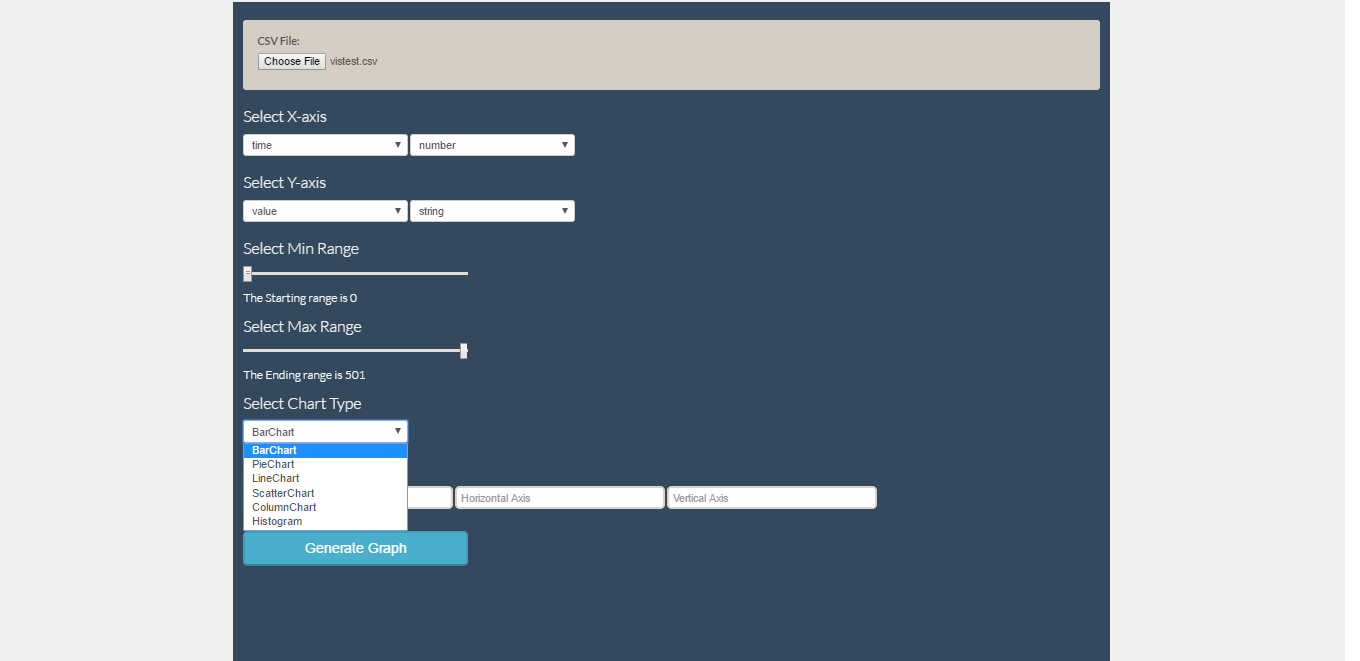 CSV File:
Choose File vistest.csv
Select X-axis
time number
Select Y-axis
value string
Select Min Range
The Starting range is 0
Select Max Range
The Ending range is 501
Select Chart Type
BarChart
BarChart
PieChart
LineChart
ScatterChart
ColumnChart
Histogram
Horizontal Axis Vertical Axis
Generate Graph